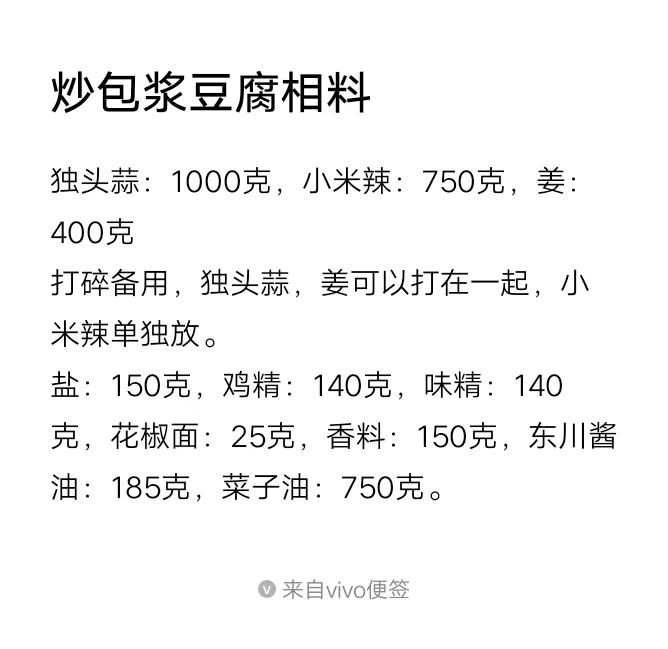 炒包浆豆腐相料
独头蒜：1000克，小米辣：750克，姜：
400克
打碎备用，独头蒜，姜可以打在一起，小
米辣单独放。
盐：150克，鸡精：140克，味精：140
克，花椒面：25克，香料：150克，东川酱
油：185克，菜子油：750克。
v 来自vivo便签